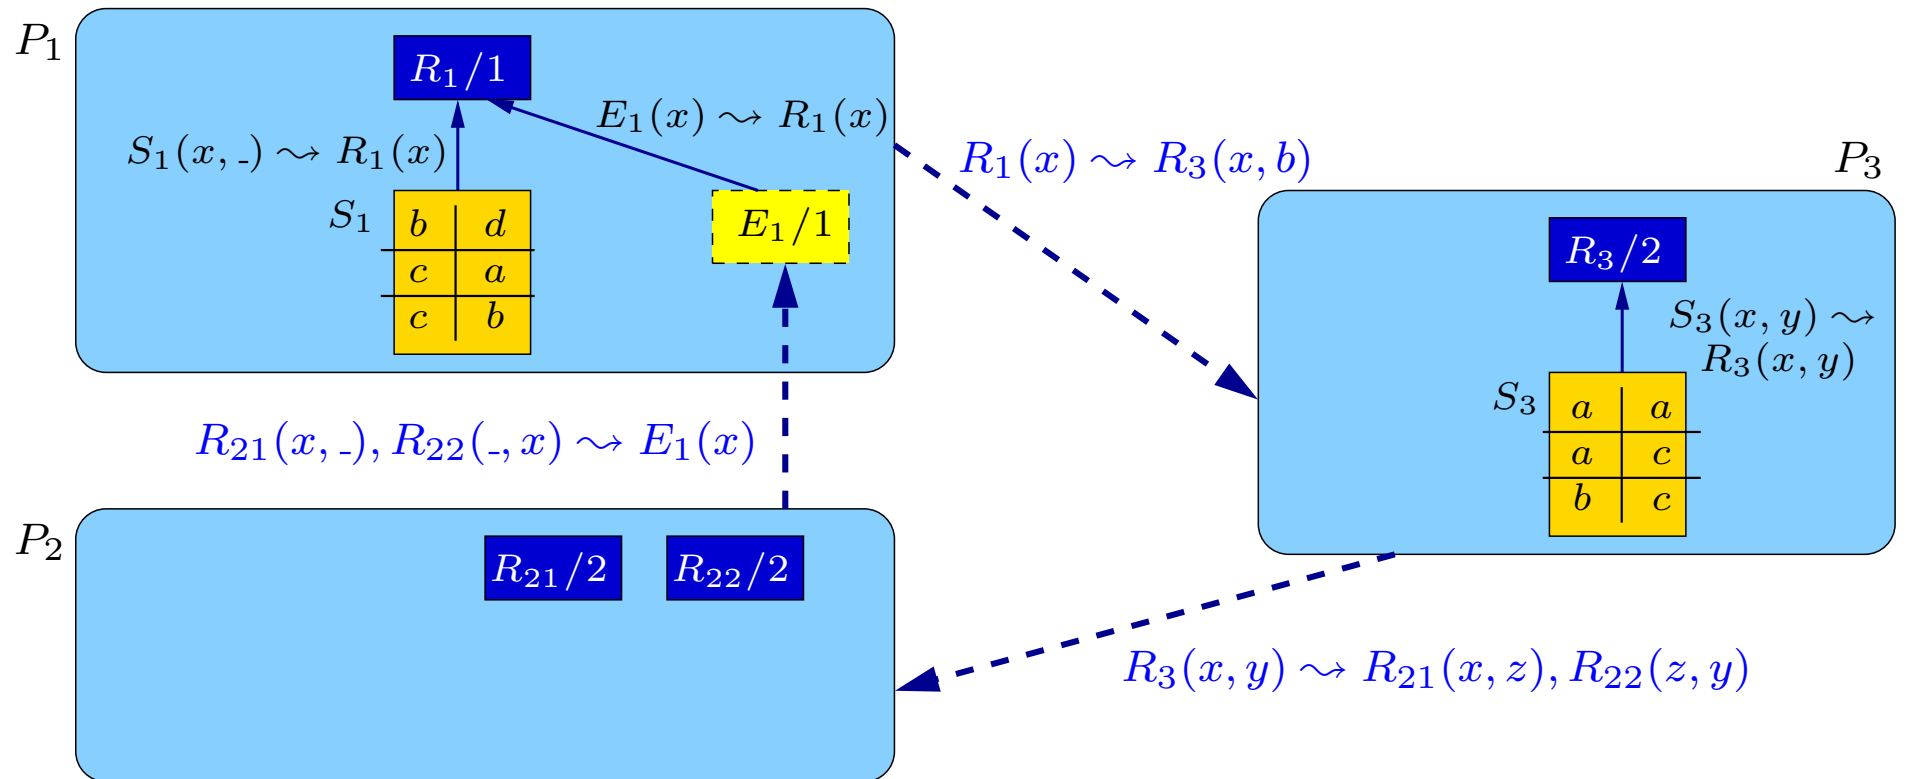 P₁
R₁/1
E₁(x) ⇝ R₁(x)
S₁(x, _) ⇝ R₁(x)
R₁(x) ⇝ R₃(x, b)
P₃
S₁
b d
c a
c b
E₁/1
R₃/2
S₃(x, y) ⇝
R₃(x, y)
S₃
a a
a c
b c
R₂₁(x, _), R₂₂(_, x) ⇝ E₁(x)
P₂
R₂₁/2 R₂₂/2
R₃(x, y) ⇝ R₂₁(x, z), R₂₂(z, y)